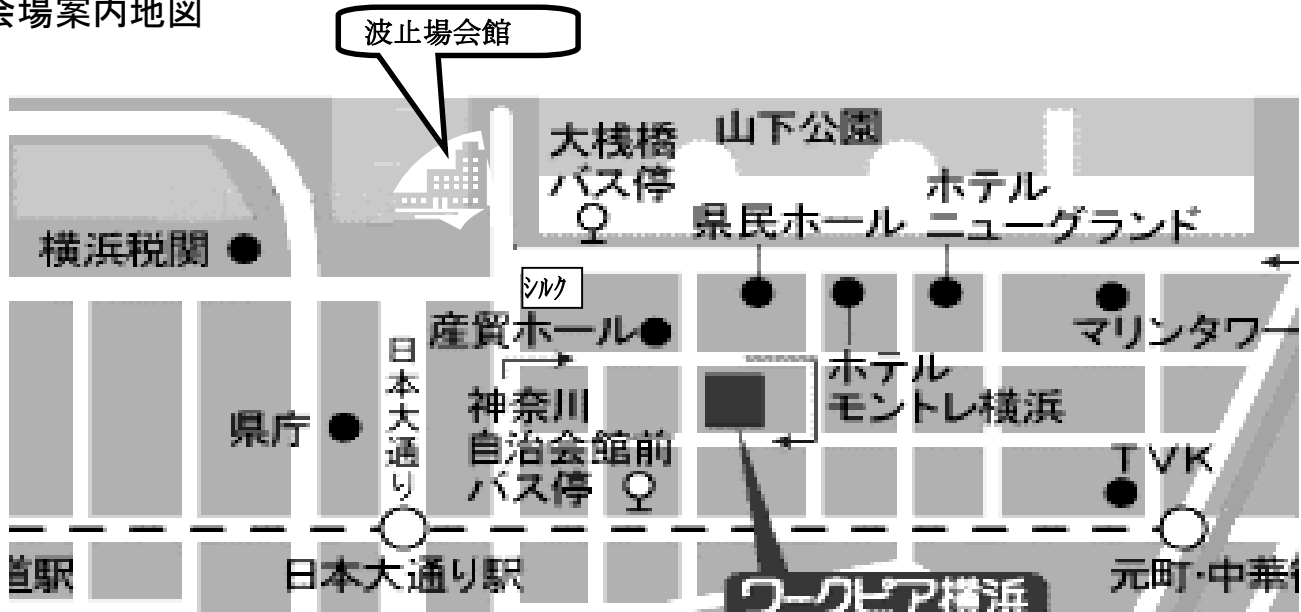 会場案内地図
波止場会館
大桟橋
バス停
山下公園
ホテル
ニューグランド
県民ホール
横浜税関
シルク
産貿ホール
マリンタワー
日本大通り
ホテル
モントレ横浜
神奈川
自治会館前
バス停
県庁
TVK
道駅
日本大通り駅
元町・中華街
ワークピア横浜